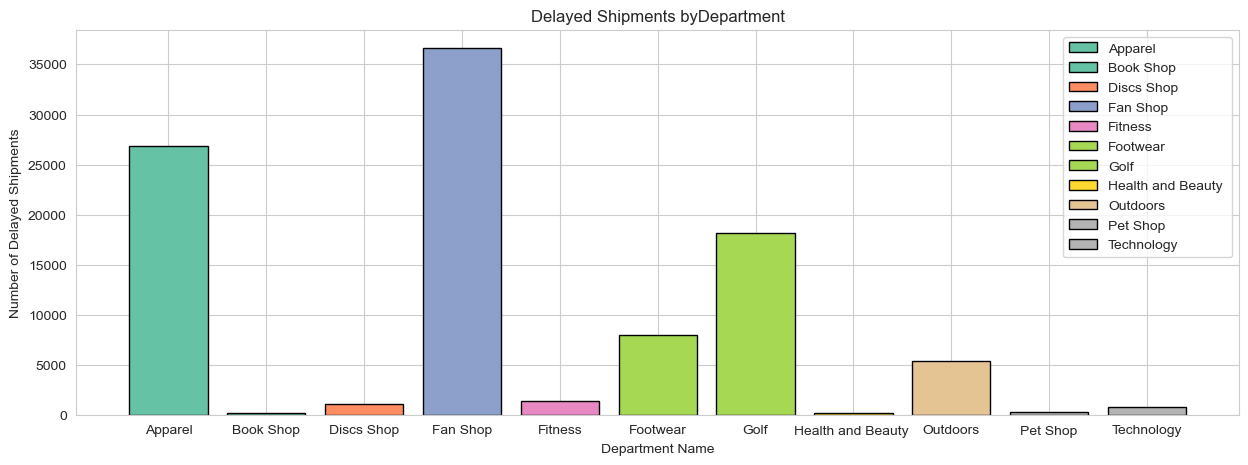 Delayed Shipments byDepartment
Number of Delayed Shipments
35000
30000
25000
20000
15000
10000
5000
0
Apparel
Book Shop
Discs Shop
Fan Shop
Fitness
Footwear
Golf
Health and Beauty
Outdoors
Pet Shop
Technology
Apparel Book Shop Discs Shop Fan Shop Fitness Footwear Golf Health and Beauty Outdoors Pet Shop Technology
Department Name